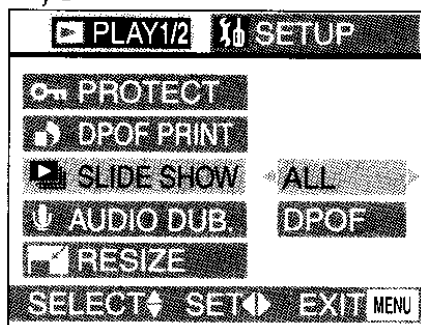 PLAY1/2 SETUP
PROTECT
DPOF PRINT
SLIDE SHOW ALL
AUDIO DUB. DPOF
RESIZE
SELECT SET EXIT MENU